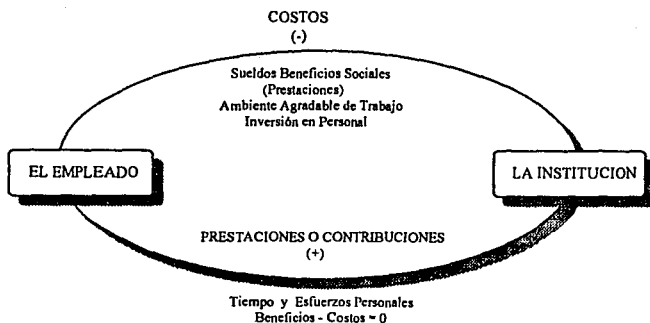 COSTOS
(-)
Sueldos Beneficios Sociales
(Prestaciones)
Ambiente Agradable de Trabajo
Inversión en Personal
EL EMPLEADO
LA INSTITUCION
PRESTACIONES O CONTRIBUCIONES
(+)
Tiempo y Esfuerzos Personales
Beneficios - Costos = 0